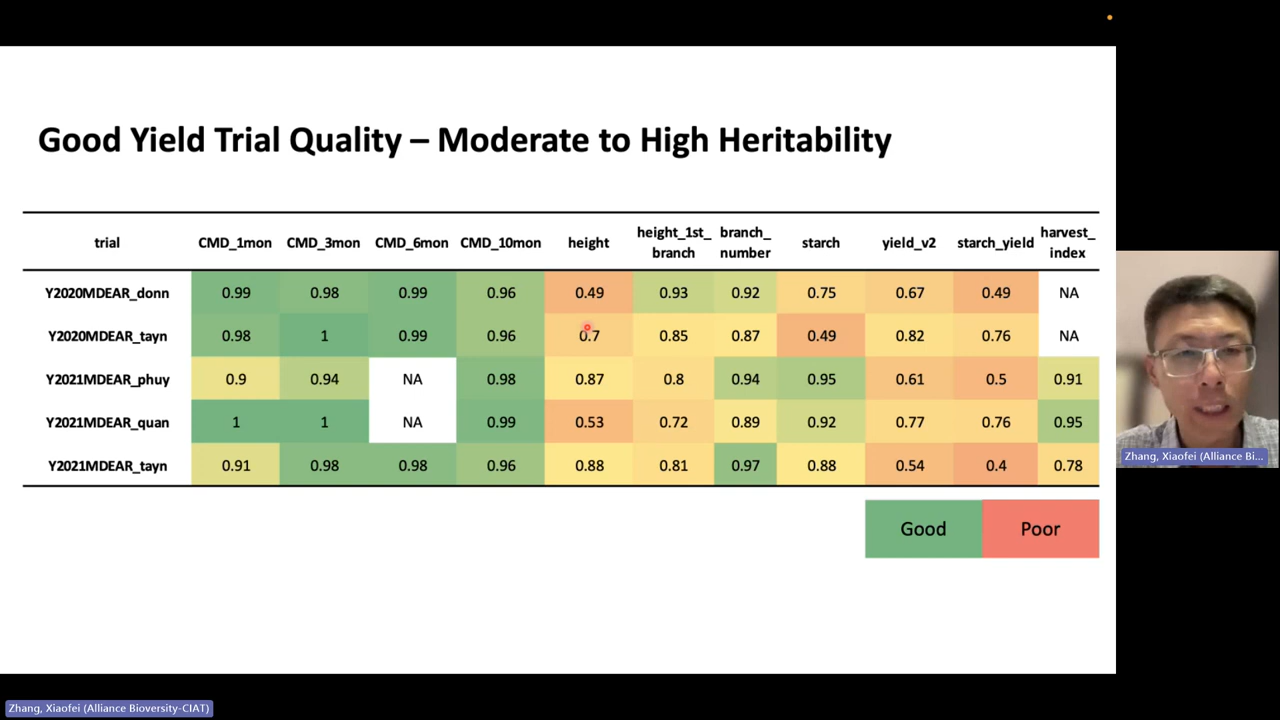 Good Yield Trial Quality – Moderate to High Heritability
trial CMD_1mon CMD_3mon CMD_6mon CMD_10mon height height_1st_branch branch_number starch yield_v2 starch_yield harvest_index
Y2020MDEAR_donn 0.99 0.98 0.99 0.96 0.49 0.93 0.92 0.75 0.67 0.49 NA
Y2020MDEAR_tayn 0.98 1 0.99 0.96 0.7 0.85 0.87 0.49 0.82 0.76 NA
Y2021MDEAR_phuy 0.9 0.94 NA 0.98 0.87 0.8 0.94 0.95 0.61 0.5 0.91
Y2021MDEAR_quan 1 1 NA 0.99 0.53 0.72 0.89 0.92 0.77 0.76 0.95
Y2021MDEAR_tayn 0.91 0.98 0.98 0.96 0.88 0.81 0.97 0.88 0.54 0.4 0.78
Good Poor
Zhang, Xiaofei (Alliance Bi...
Zhang, Xiaofei (Alliance Bioversity-CIAT)